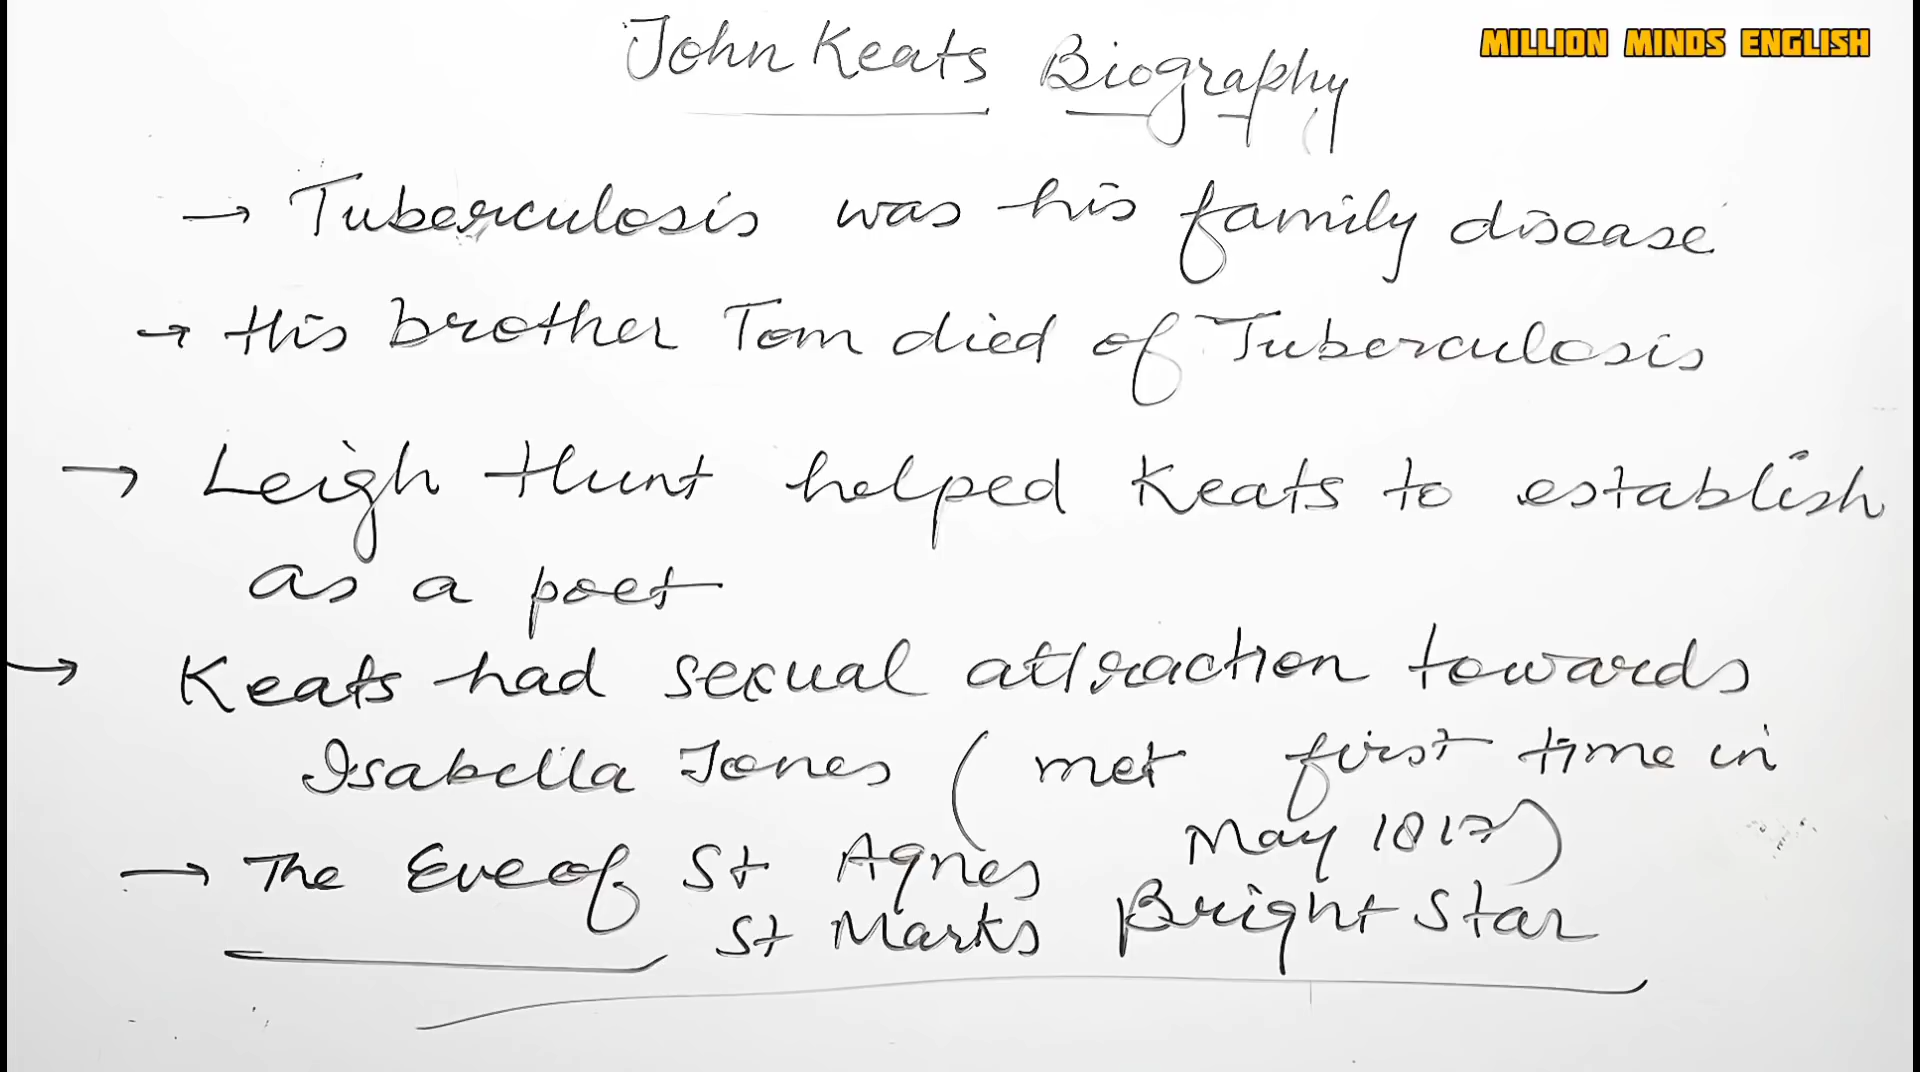 John Keats Biography
MILLION MINDS ENGLISH
→ Tuberculosis was his family disease
→ His brother Tom died of Tuberculosis
→ Leigh Hunt helped Keats to establish
as a poet
→ Keats had sexual attraction towards
Isabella Jones (met first time in
May 1817)
→ The Eve of St Agnes
St Marks Bright Star